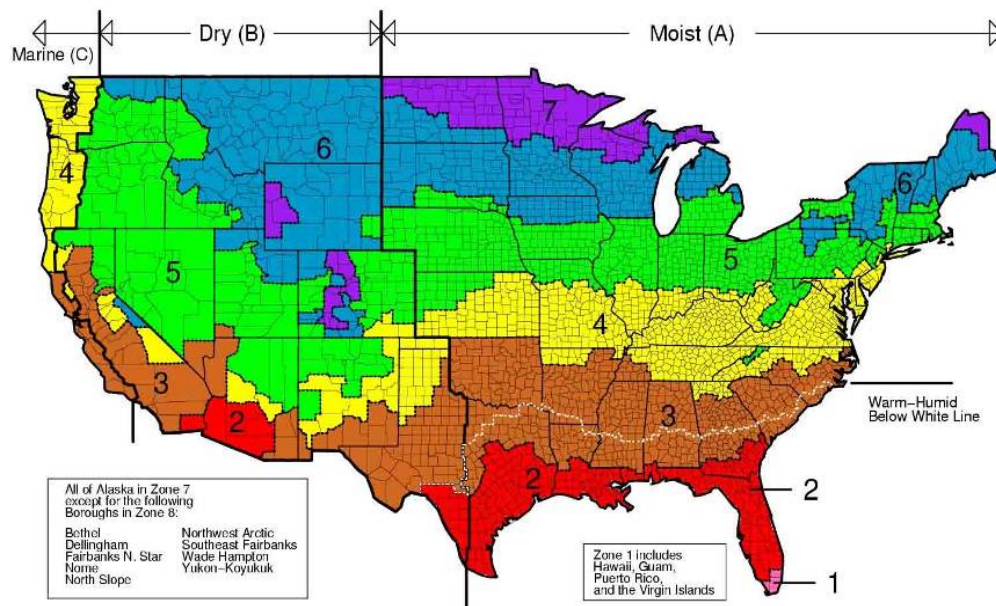 Marine (C)
Dry (B)
Moist (A)
7
6
6
4
5
5
4
3
3
2
2
2
1
Warm-Humid
Below White Line
All of Alaska in Zone 7
except for the following
Boroughs in Zone 8:
Bethel
Dellingham
Fairbanks N. Star
Nome
North Slope
Northwest Arctic
Southeast Fairbanks
Wade Hampton
Yukon-Koyukuk
Zone 1 includes
Hawaii, Guam,
Puerto Rico,
and the Virgin Islands